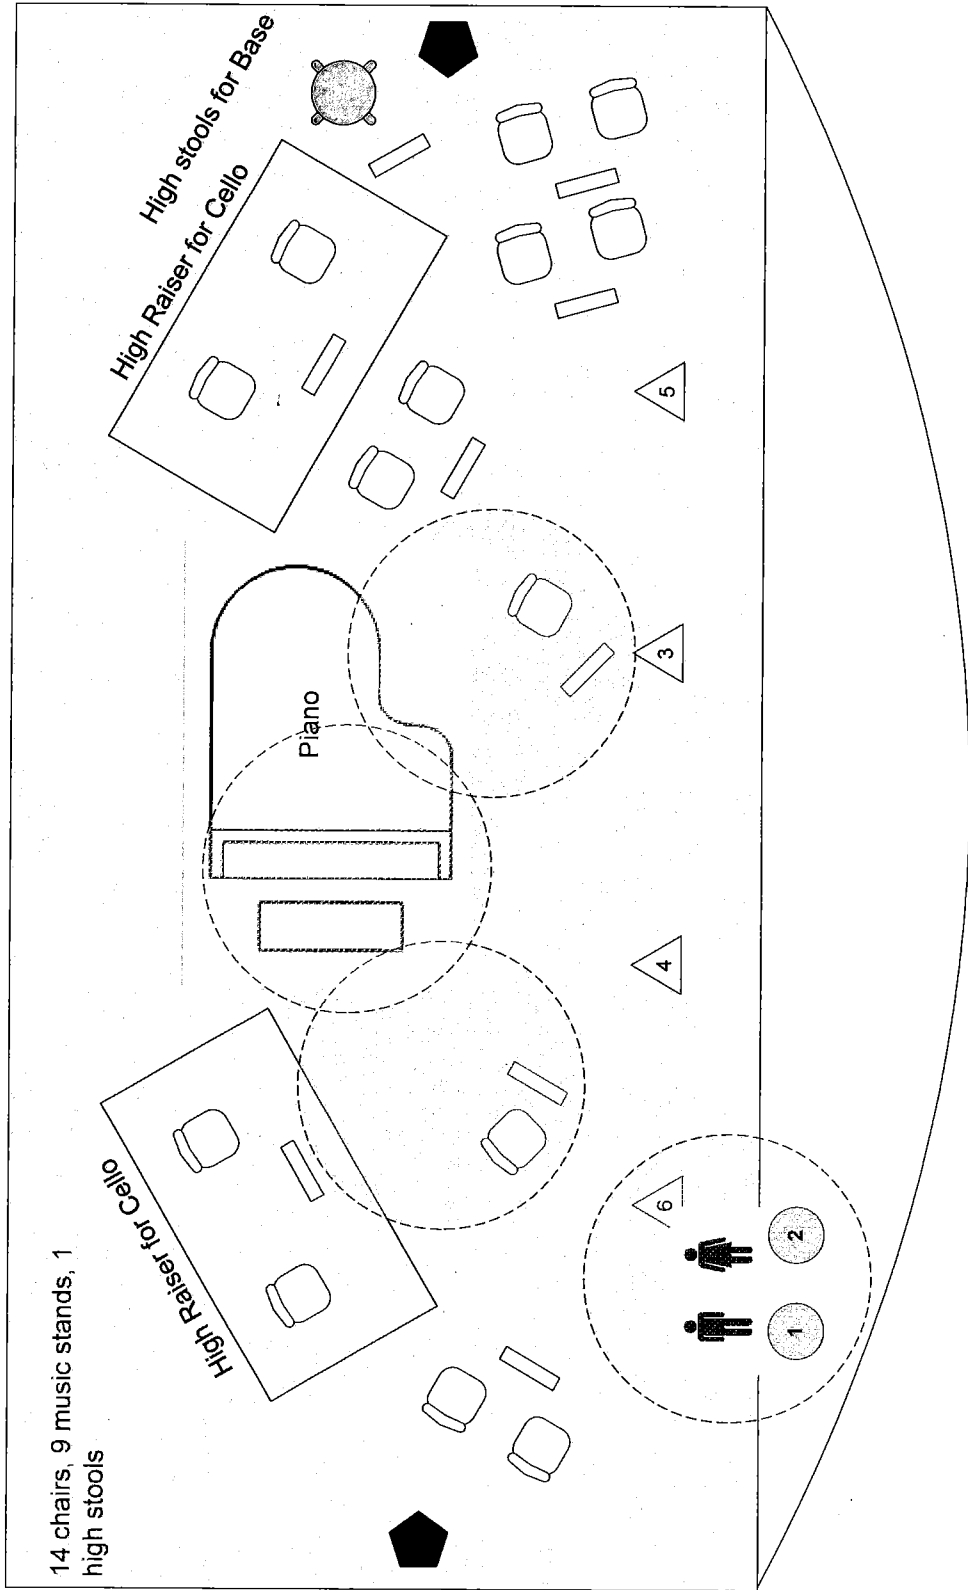 14 chairs, 9 music stands, 1
high stools
High Raiser for Cello
Piano
High Raiser for Cello
High stools for Base
6
4
3
5
1
2